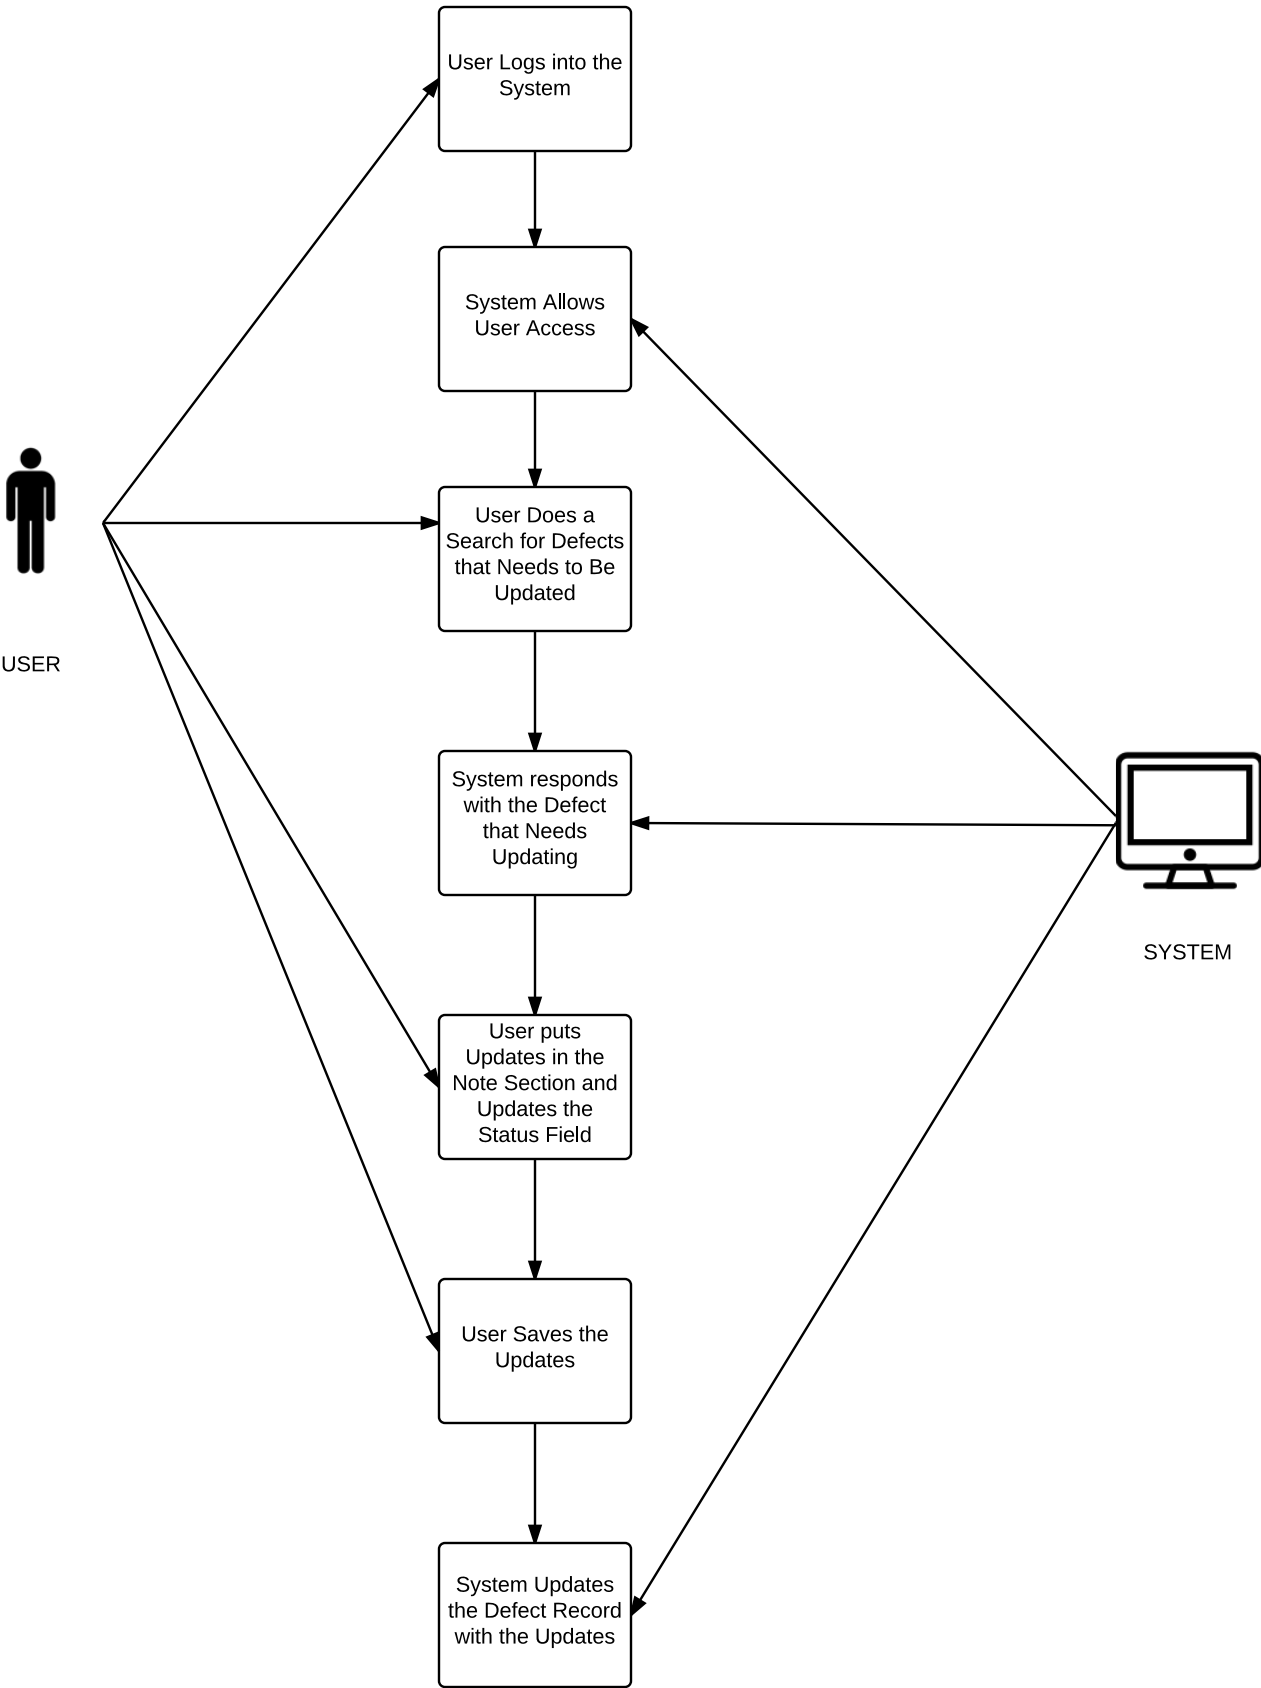 User Logs into the
System
System Allows
User Access
User Does a
Search for Defects
that Needs to Be
Updated
USER
System responds
with the Defect
that Needs
Updating
SYSTEM
User puts
Updates in the
Note Section and
Updates the
Status Field
User Saves the
Updates
System Updates
the Defect Record
with the Updates